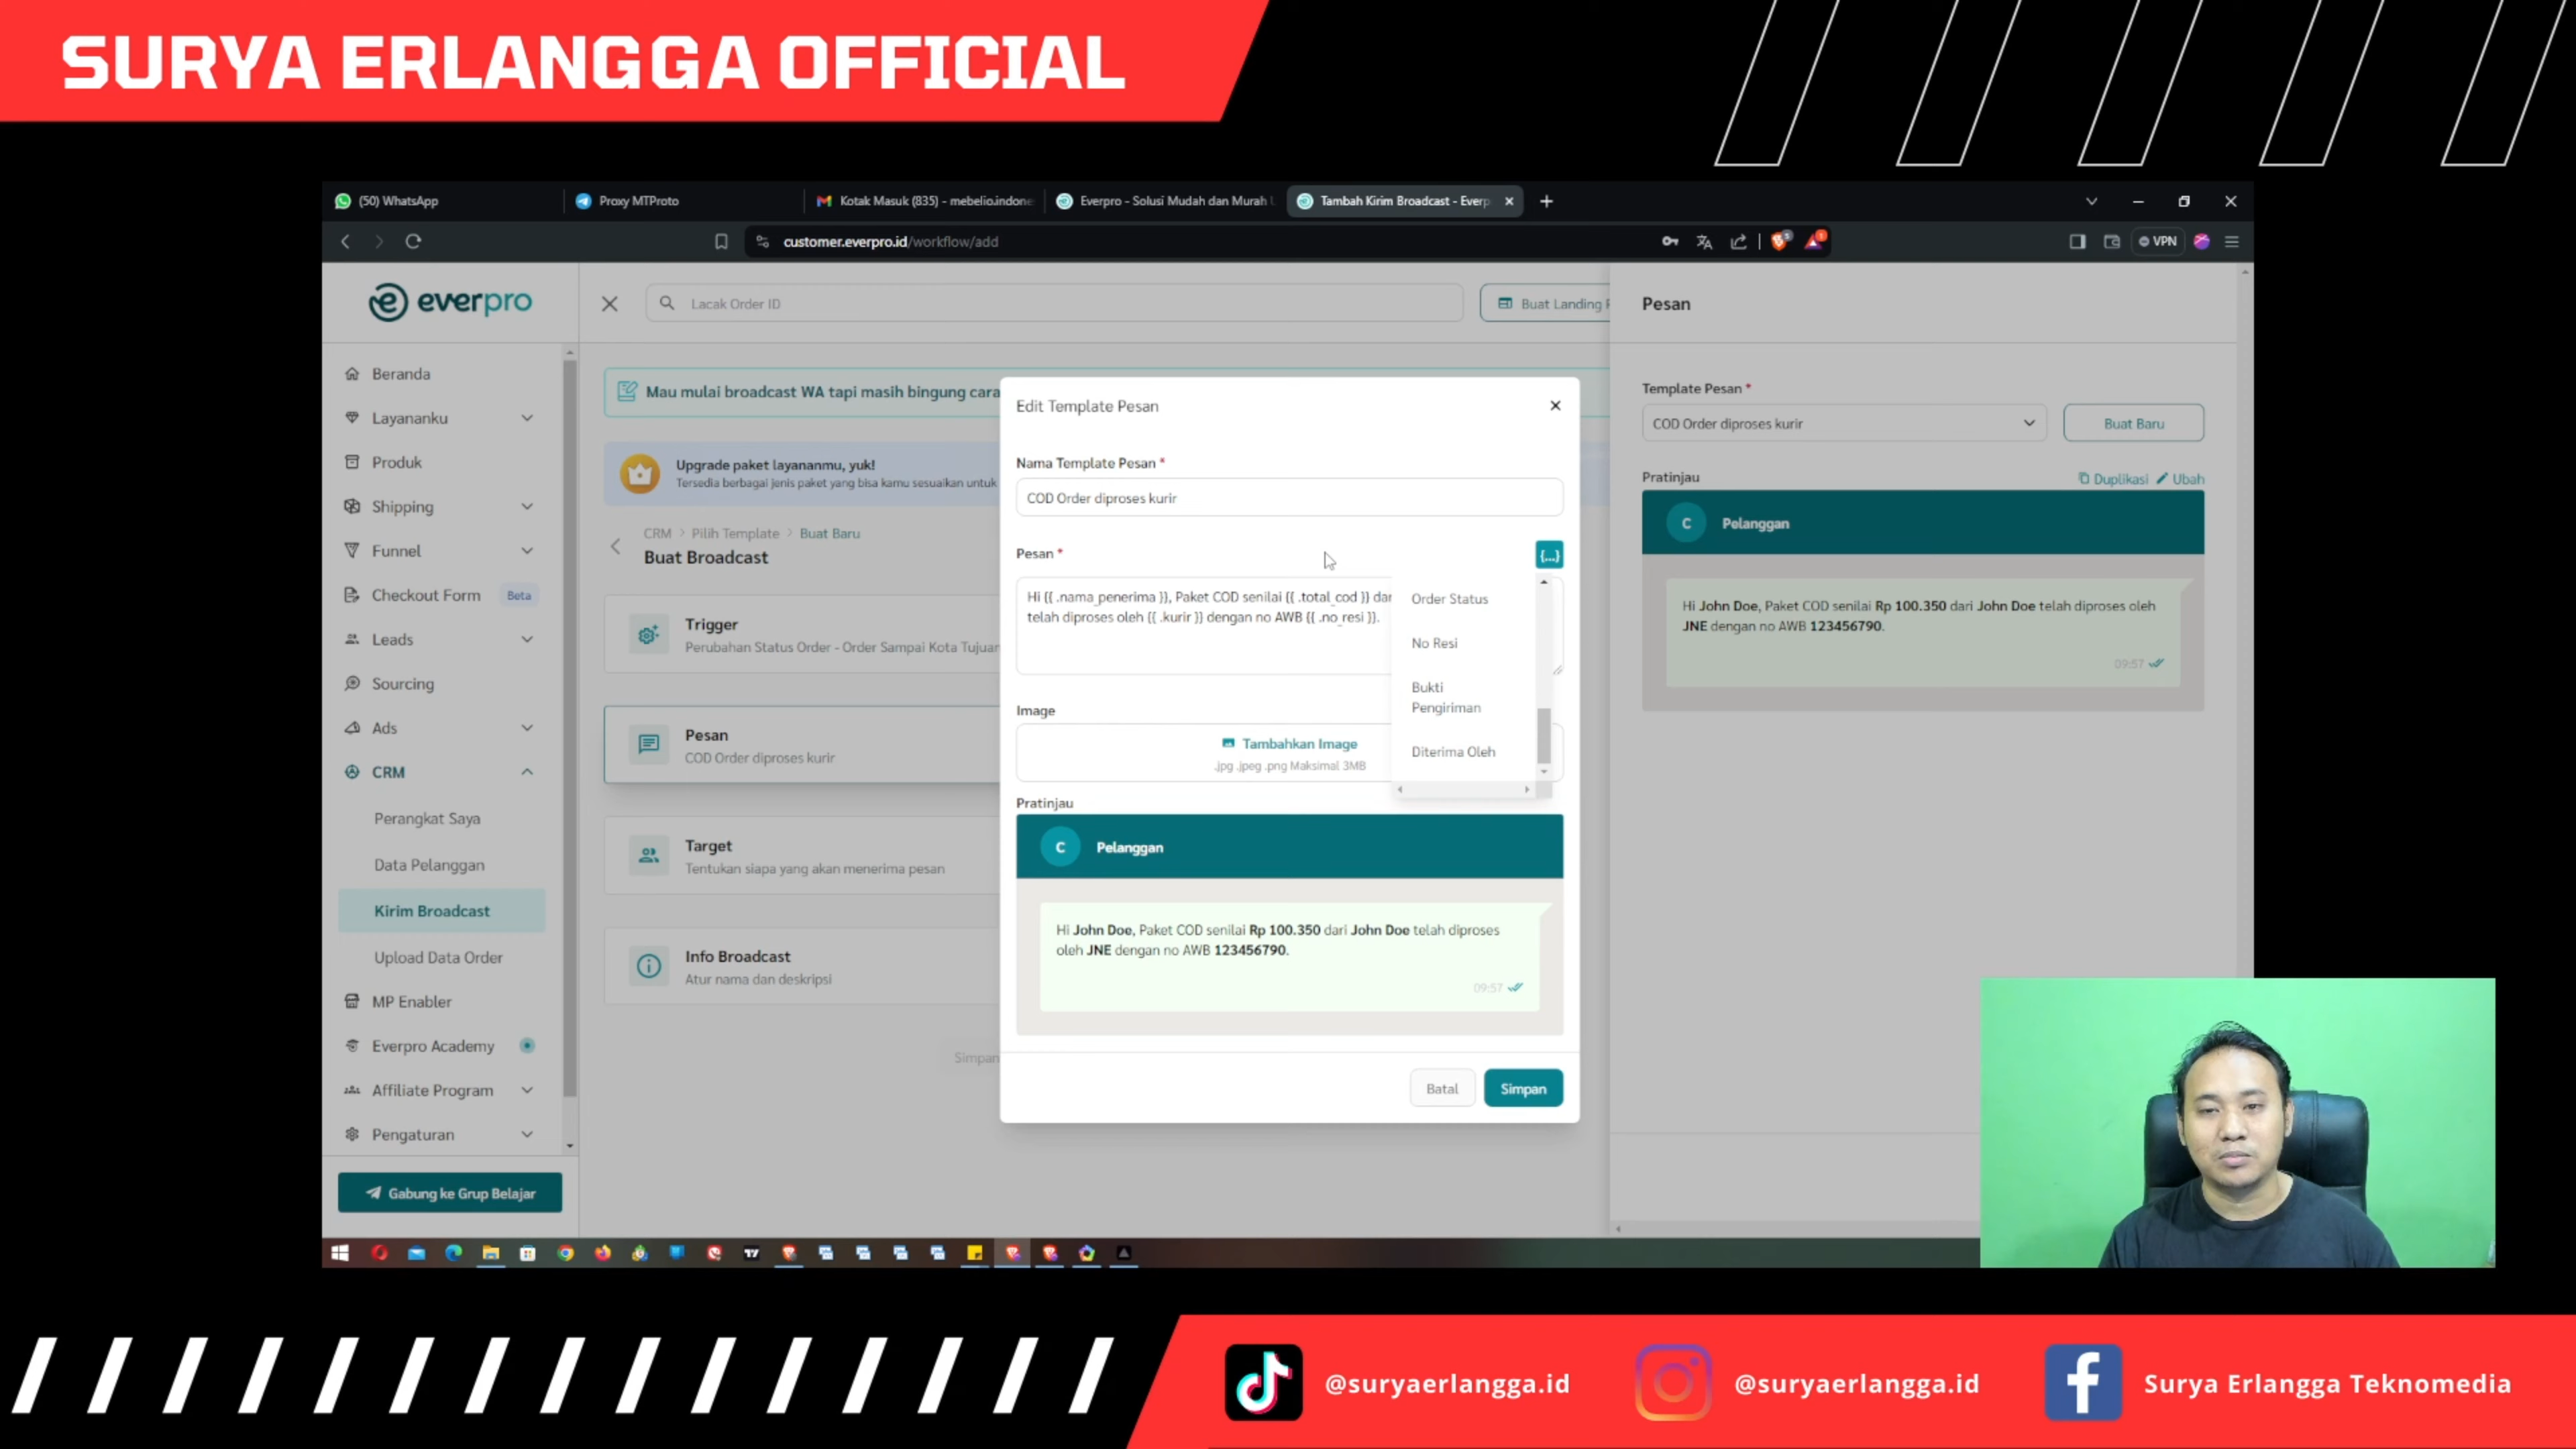 SURYA ERLANGGA OFFICIAL
(50) WhatsApp
Proxy MTProto
Kotak Masuk (835) - mebelio.indone
Everpro - Solusi Mudah dan Murah U
Tambah Kirim Broadcast - Everp
customer.everpro.id/workflow/add
VPN
everpro
Lacak Order ID
Buat Landing P
Beranda
Layananku
Produk
Shipping
Funnel
Checkout Form Beta
Leads
Sourcing
Ads
CRM
Perangkat Saya
Data Pelanggan
Kirim Broadcast
Upload Data Order
MP Enabler
Everpro Academy
Affiliate Program
Pengaturan
Gabung ke Grup Belajar
Mau mulai broadcast WA tapi masih bingung cara
Upgrade paket layananmu, yuk!
Tersedia berbagai jenis paket yang bisa kamu sesuaikan untuk
CRM > Pilih Template > Buat Baru
Buat Broadcast
Trigger
Perubahan Status Order - Order Sampai Kota Tujuan
Pesan
COD Order diproses kurir
Target
Tentukan siapa yang akan menerima pesan
Info Broadcast
Atur nama dan deskripsi
Simpan
Edit Template Pesan
Nama Template Pesan *
COD Order diproses kurir
Pesan *
{...}
Hi {{ .nama_penerima }}, Paket COD senilai {{ .total_cod }} dar
telah diproses oleh {{ .kurir }} dengan no AWB {{ .no_resi }}.
Order Status
No Resi
Bukti
Pengiriman
Diterima Oleh
Image
Tambahkan Image
.jpg .jpeg .png Maksimal 3MB
Pratinjau
C Pelanggan
Hi John Doe, Paket COD senilai Rp 100.350 dari John Doe telah diproses
oleh JNE dengan no AWB 123456790.
09:57
Batal
Simpan
Pesan
Template Pesan *
COD Order diproses kurir
Buat Baru
Pratinjau
Duplikasi
Ubah
C Pelanggan
Hi John Doe, Paket COD senilai Rp 100.350 dari John Doe telah diproses oleh
JNE dengan no AWB 123456790.
09:57
@suryaerlangga.id
@suryaerlangga.id
Surya Erlangga Teknomedia